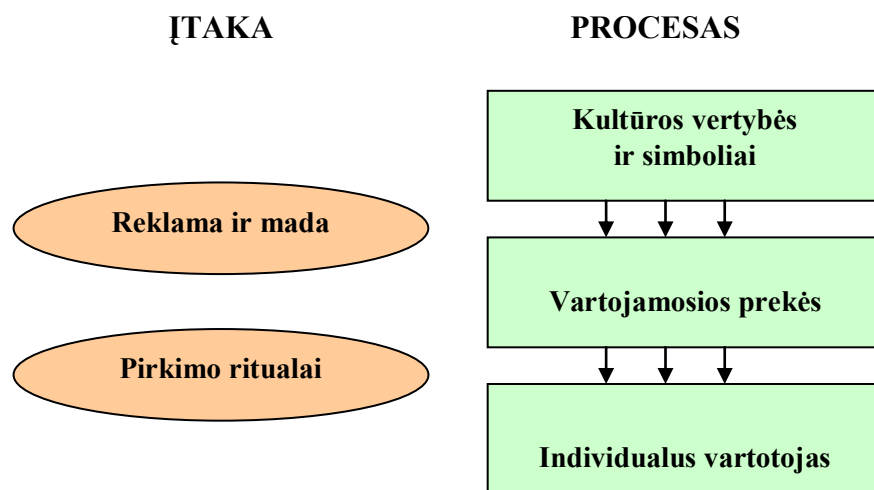 ĮTAKA
PROCESAS
Kultūros vertybės
ir simboliai
Reklama ir mada
Vartojamosios prekės
Pirkimo ritualai
Individualus vartotojas